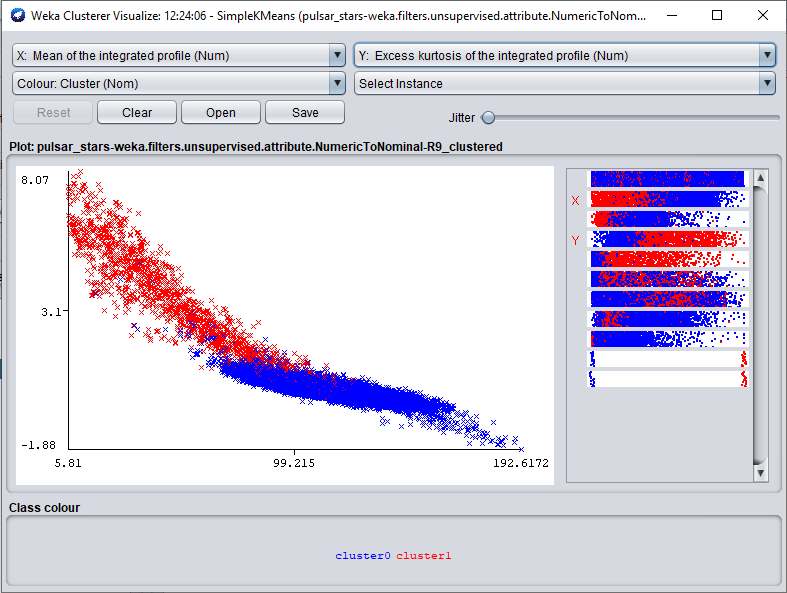 Weka Clusterer Visualize: 12:24:06 - SimpleKMeans (pulsar_stars-weka.filters.unsupervised.attribute.NumericToNom...
X: Mean of the integrated profile (Num) Y: Excess kurtosis of the integrated profile (Num)
Colour: Cluster (Nom) Select Instance
Reset Clear Open Save Jitter
Plot: pulsar_stars-weka.filters.unsupervised.attribute.NumericToNominal-R9_clustered
8.07
X
Y
3.1
-1.88
5.81 99.215 192.6172
Class colour
cluster0 cluster1